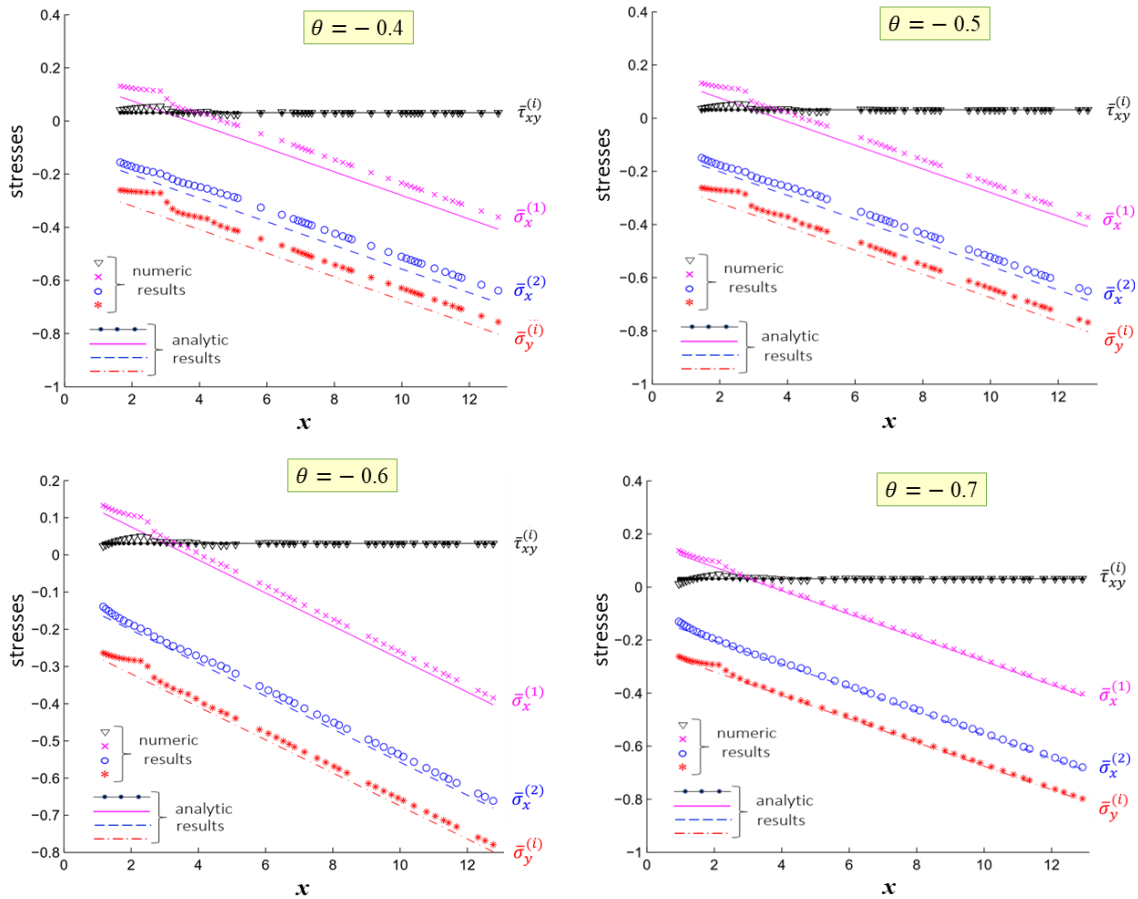 θ = − 0.4
0.4
0.2
0
−0.2
−0.4
−0.6
−0.8
−1
stresses
τ̄xy(i)
σ̄x(1)
σ̄x(2)
σ̄y(i)
numeric
results
analytic
results
0 2 4 6 8 10 12
x
θ = − 0.5
0.4
0.2
0
−0.2
−0.4
−0.6
−0.8
−1
stresses
τ̄xy(i)
σ̄x(1)
σ̄x(2)
σ̄y(i)
numeric
results
analytic
results
0 2 4 6 8 10 12
x
θ = − 0.6
0.2
0.1
0
−0.1
−0.2
−0.3
−0.4
−0.5
−0.6
−0.7
−0.8
stresses
τ̄xy(i)
σ̄x(1)
σ̄x(2)
σ̄y(i)
numeric
results
analytic
results
0 2 4 6 8 10 12
x
θ = − 0.7
0.4
0.2
0
−0.2
−0.4
−0.6
−0.8
−1
stresses
τ̄xy(i)
σ̄x(1)
σ̄x(2)
σ̄y(i)
numeric
results
analytic
results
0 2 4 6 8 10 12
x